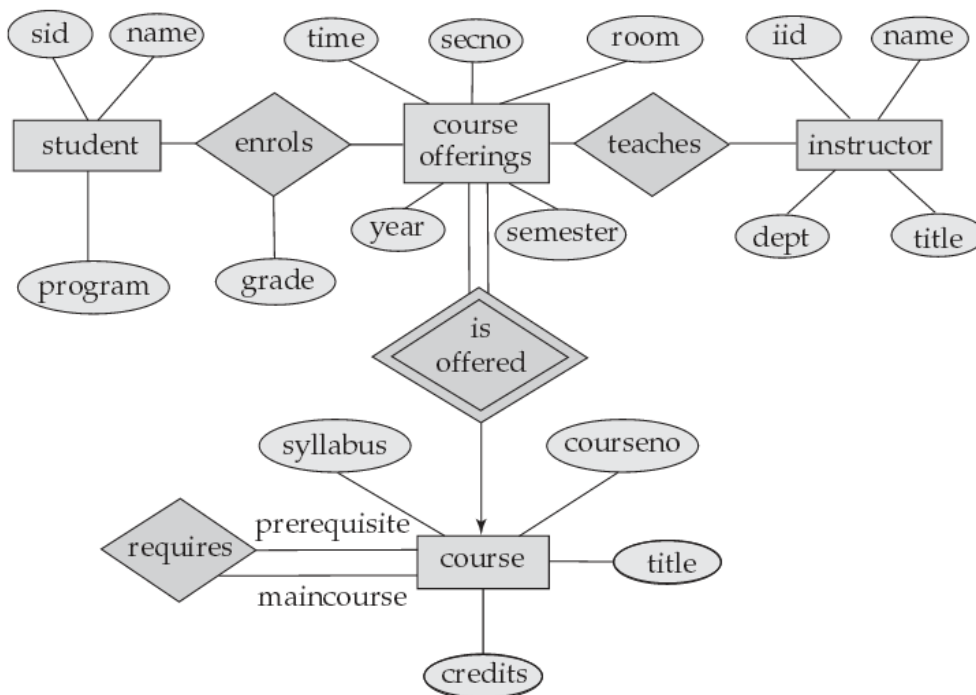 sid
name
time
secno
room
iid
name
student
enrols
course
offerings
teaches
instructor
year
semester
dept
title
program
grade
is
offered
syllabus
courseno
requires
prerequisite
maincourse
course
title
credits